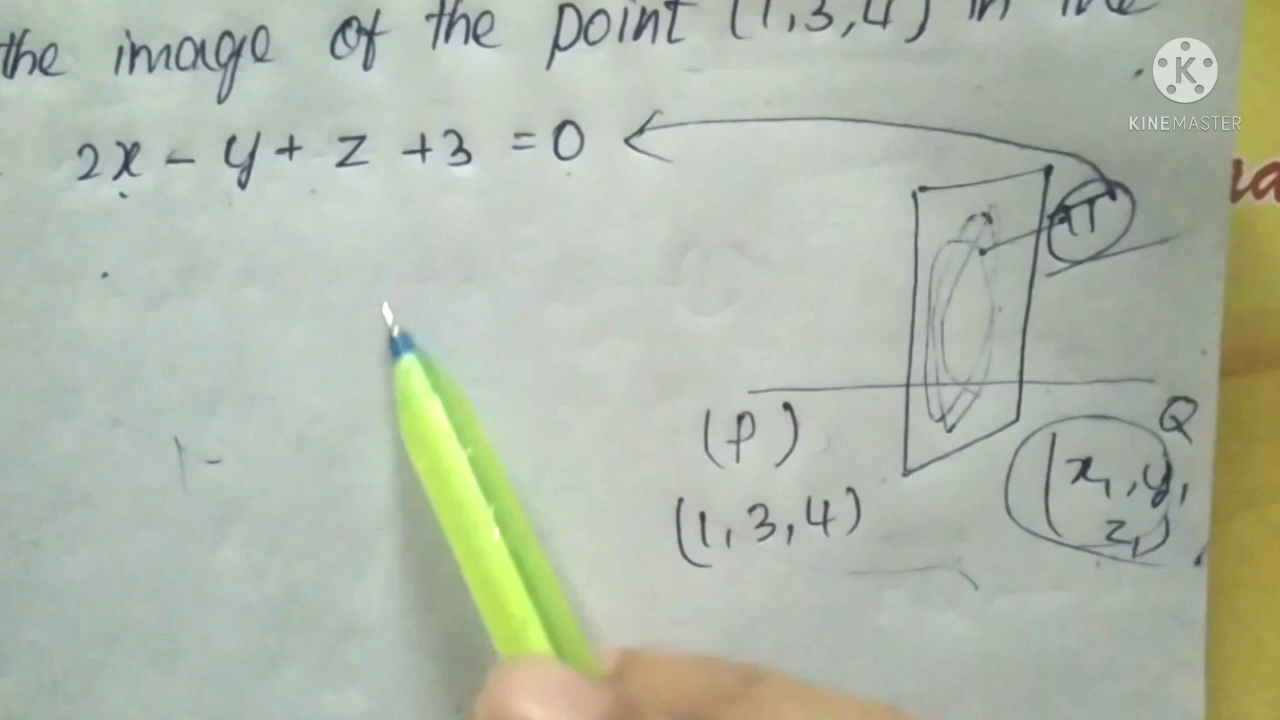 the image of the point (1,3,4) in the
2x - y + z + 3 = 0
π
(P)
(1,3,4)
Q
(x₁, y₁,
z₁)
K
KINEMASTER